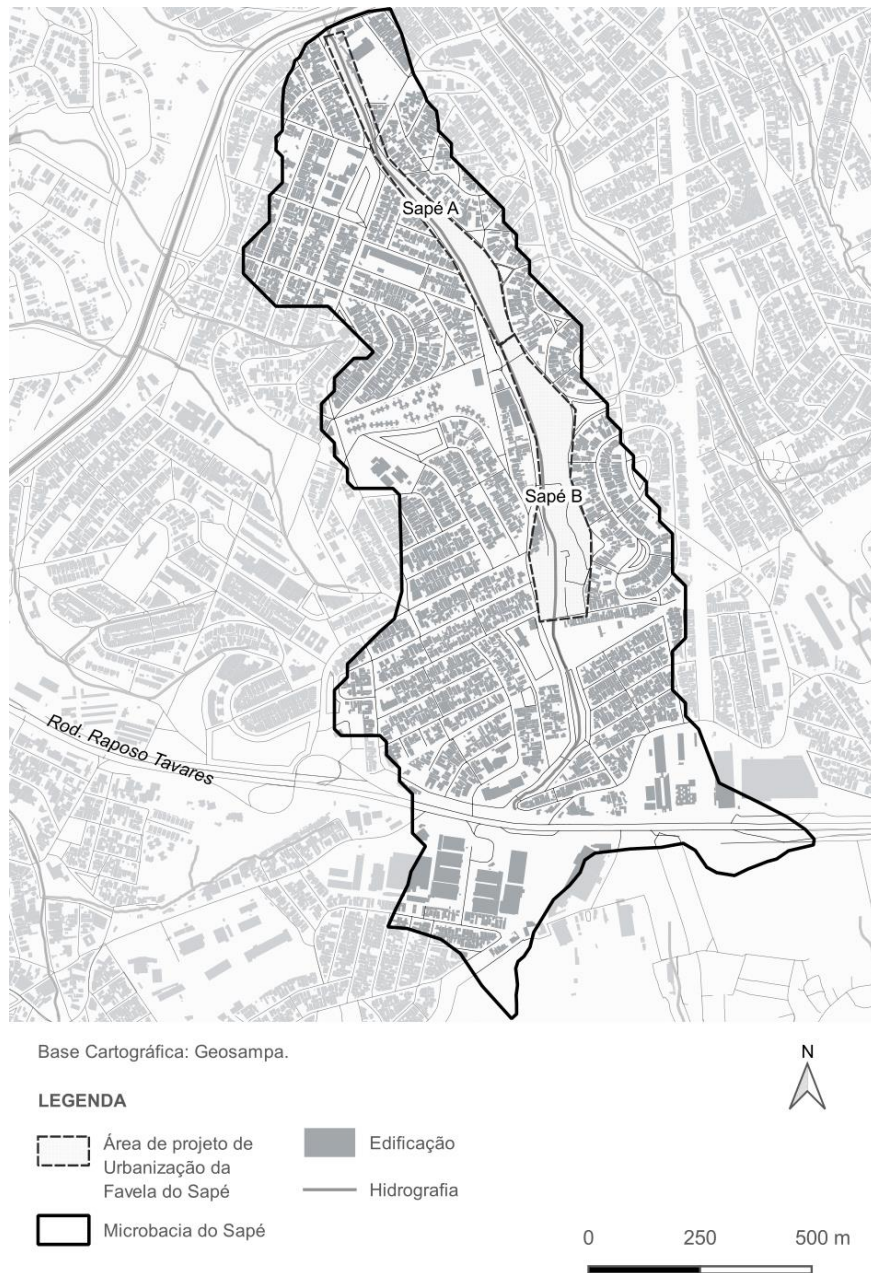 Sapé A
Sapé B
Rod. Raposo Tavares
Base Cartográfica: Geosampa.
N
LEGENDA
Área de projeto de
Urbanização da
Favela do Sapé
Edificação
Hidrografia
Microbacia do Sapé
0 250 500 m